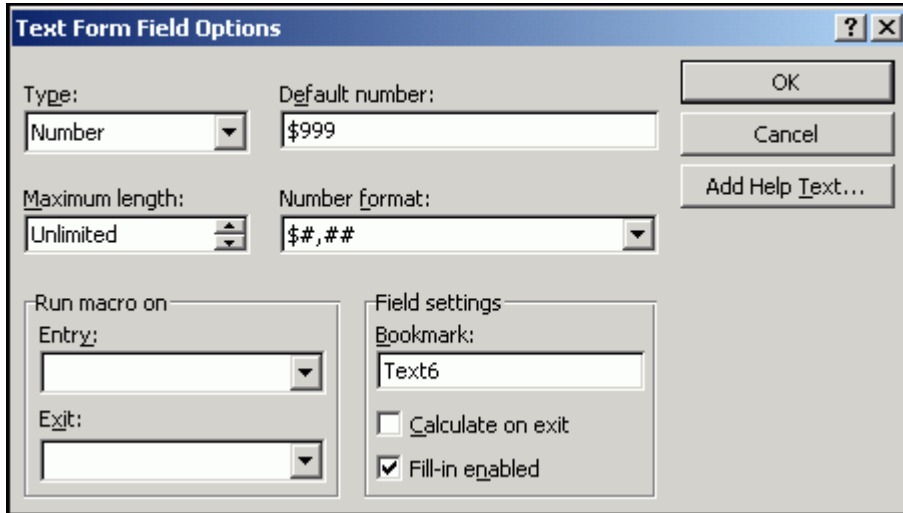 Text Form Field Options
Type:
Default number:
OK
Number
$999
Cancel
Maximum length:
Number format:
Add Help Text...
Unlimited
$#,##
Run macro on
Field settings
Entry:
Bookmark:
Text6
Exit:
Calculate on exit
Fill-in enabled